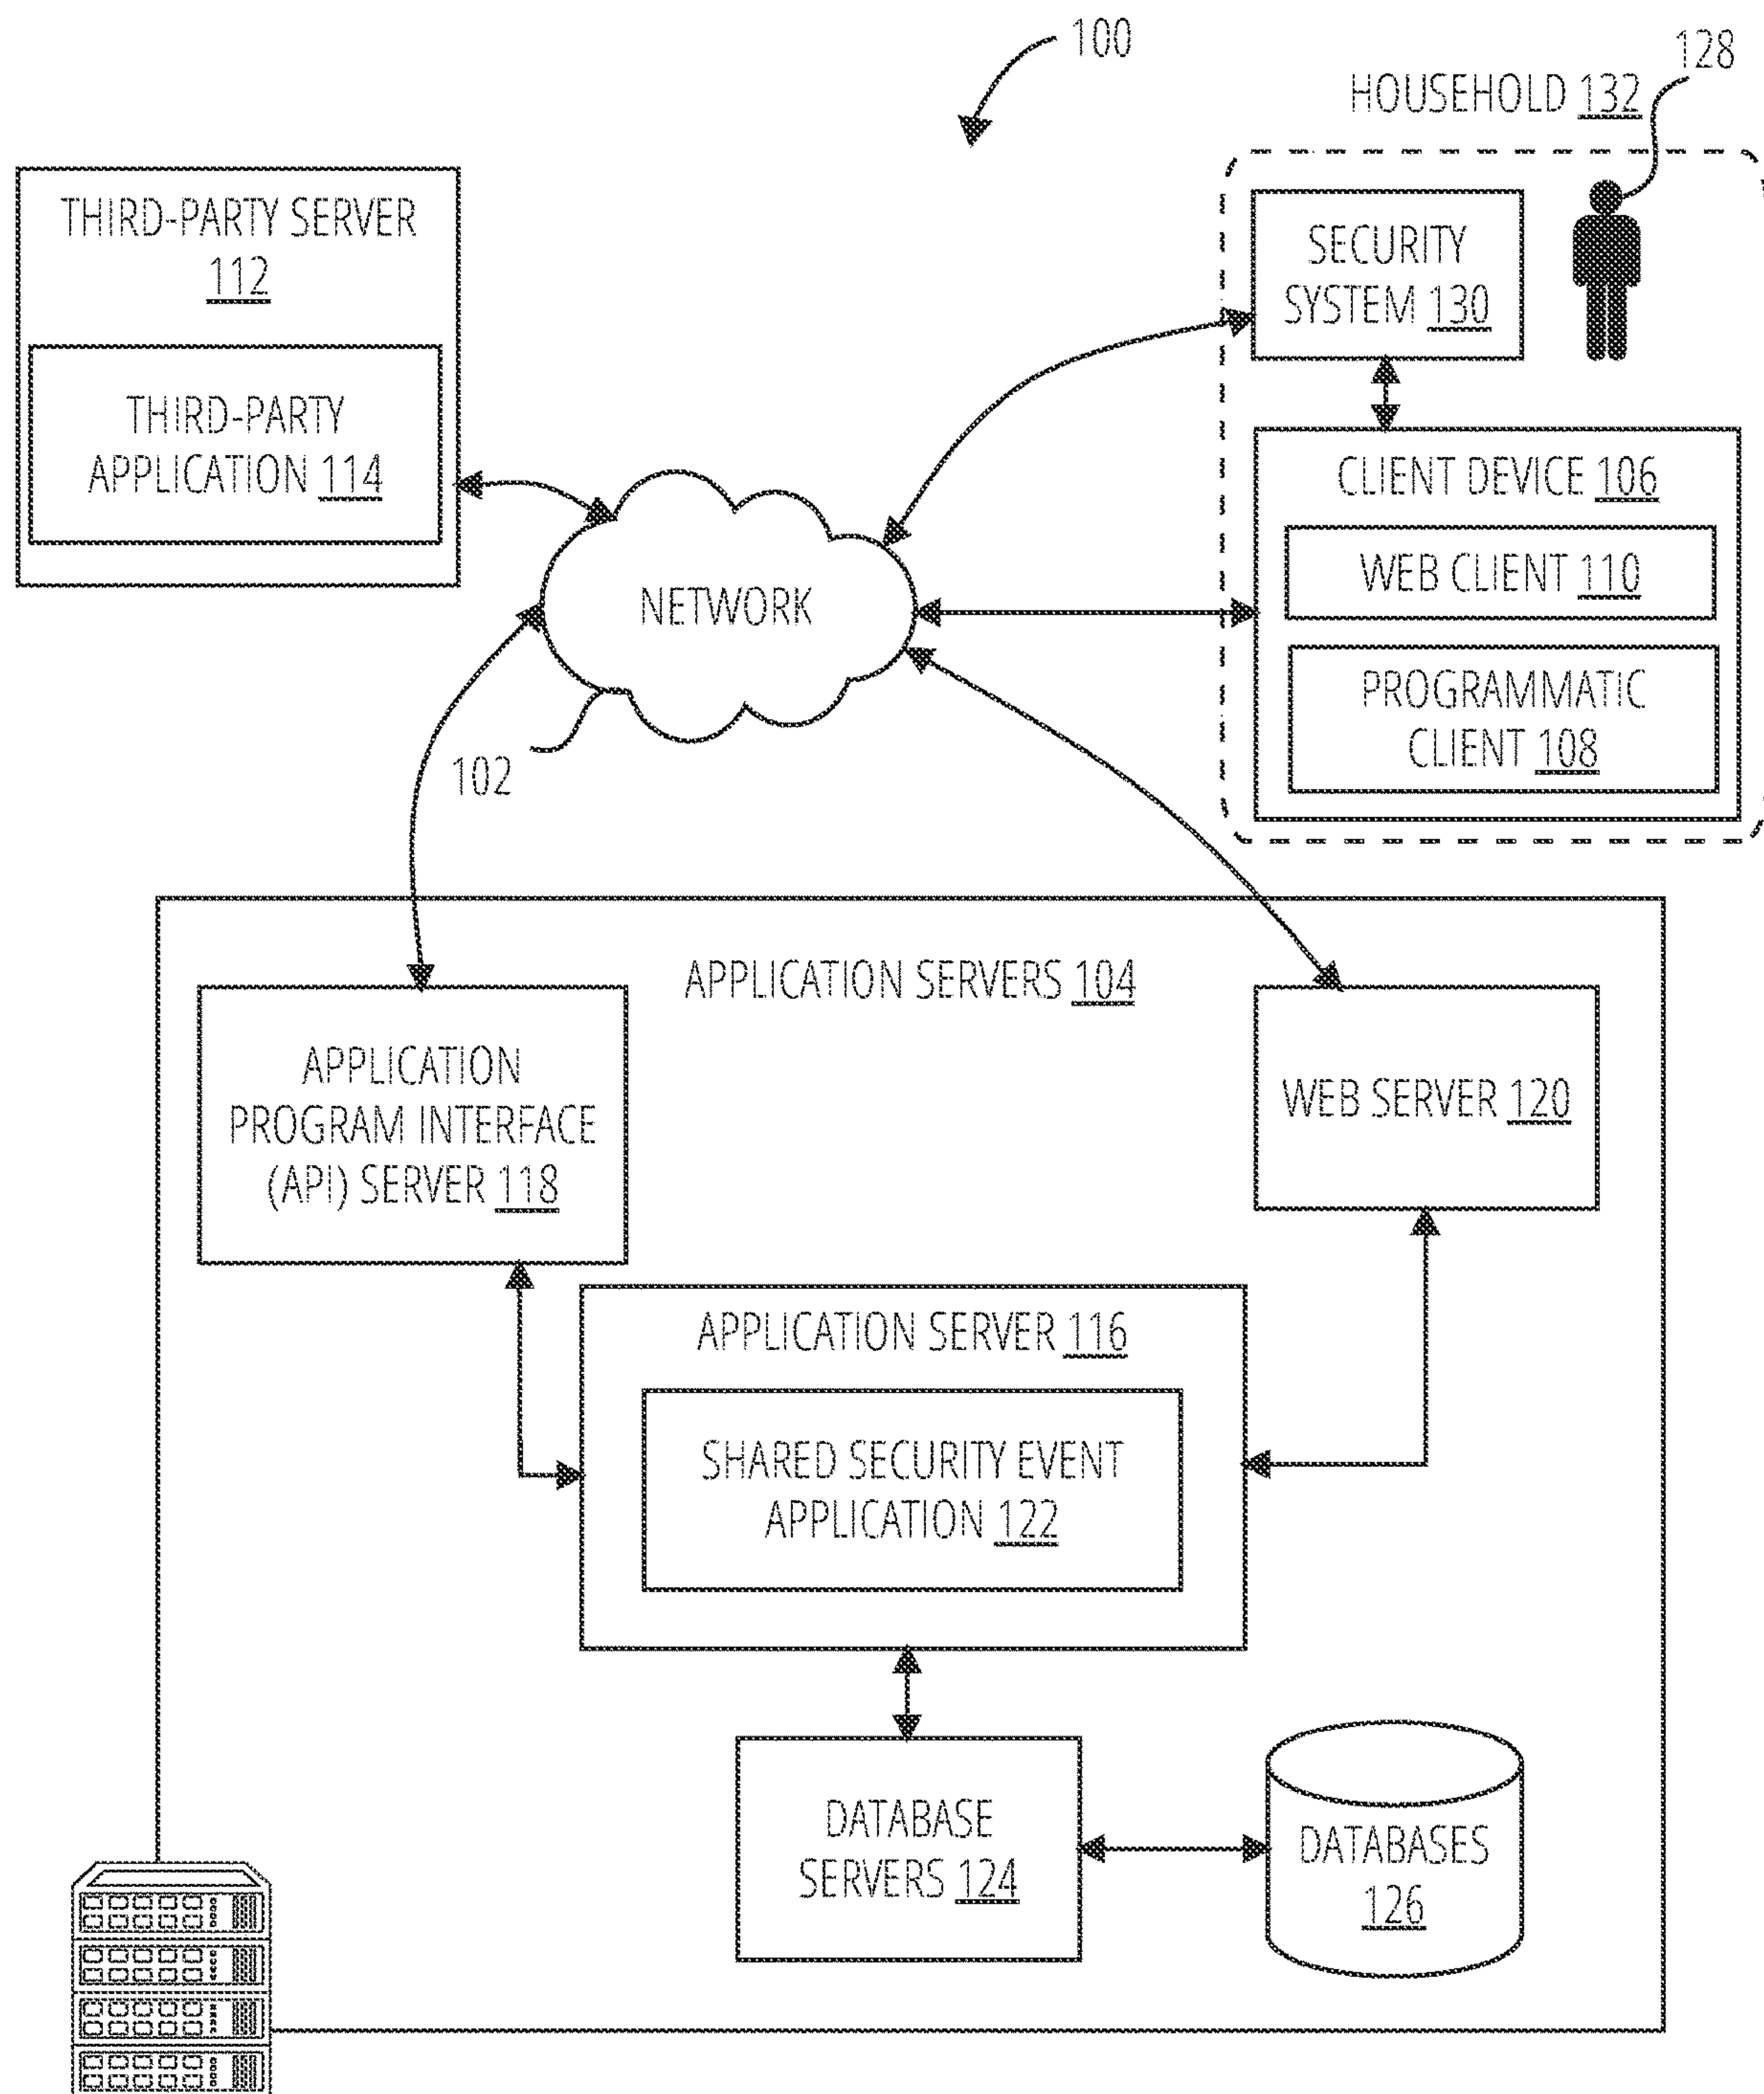 100
128
HOUSEHOLD 132
THIRD-PARTY SERVER
112
THIRD-PARTY
APPLICATION 114
SECURITY
SYSTEM 130
CLIENT DEVICE 106
WEB CLIENT 110
PROGRAMMATIC
CLIENT 108
NETWORK
102
APPLICATION SERVERS 104
APPLICATION
PROGRAM INTERFACE
(API) SERVER 118
WEB SERVER 120
APPLICATION SERVER 116
SHARED SECURITY EVENT
APPLICATION 122
DATABASE
SERVERS 124
DATABASES
126